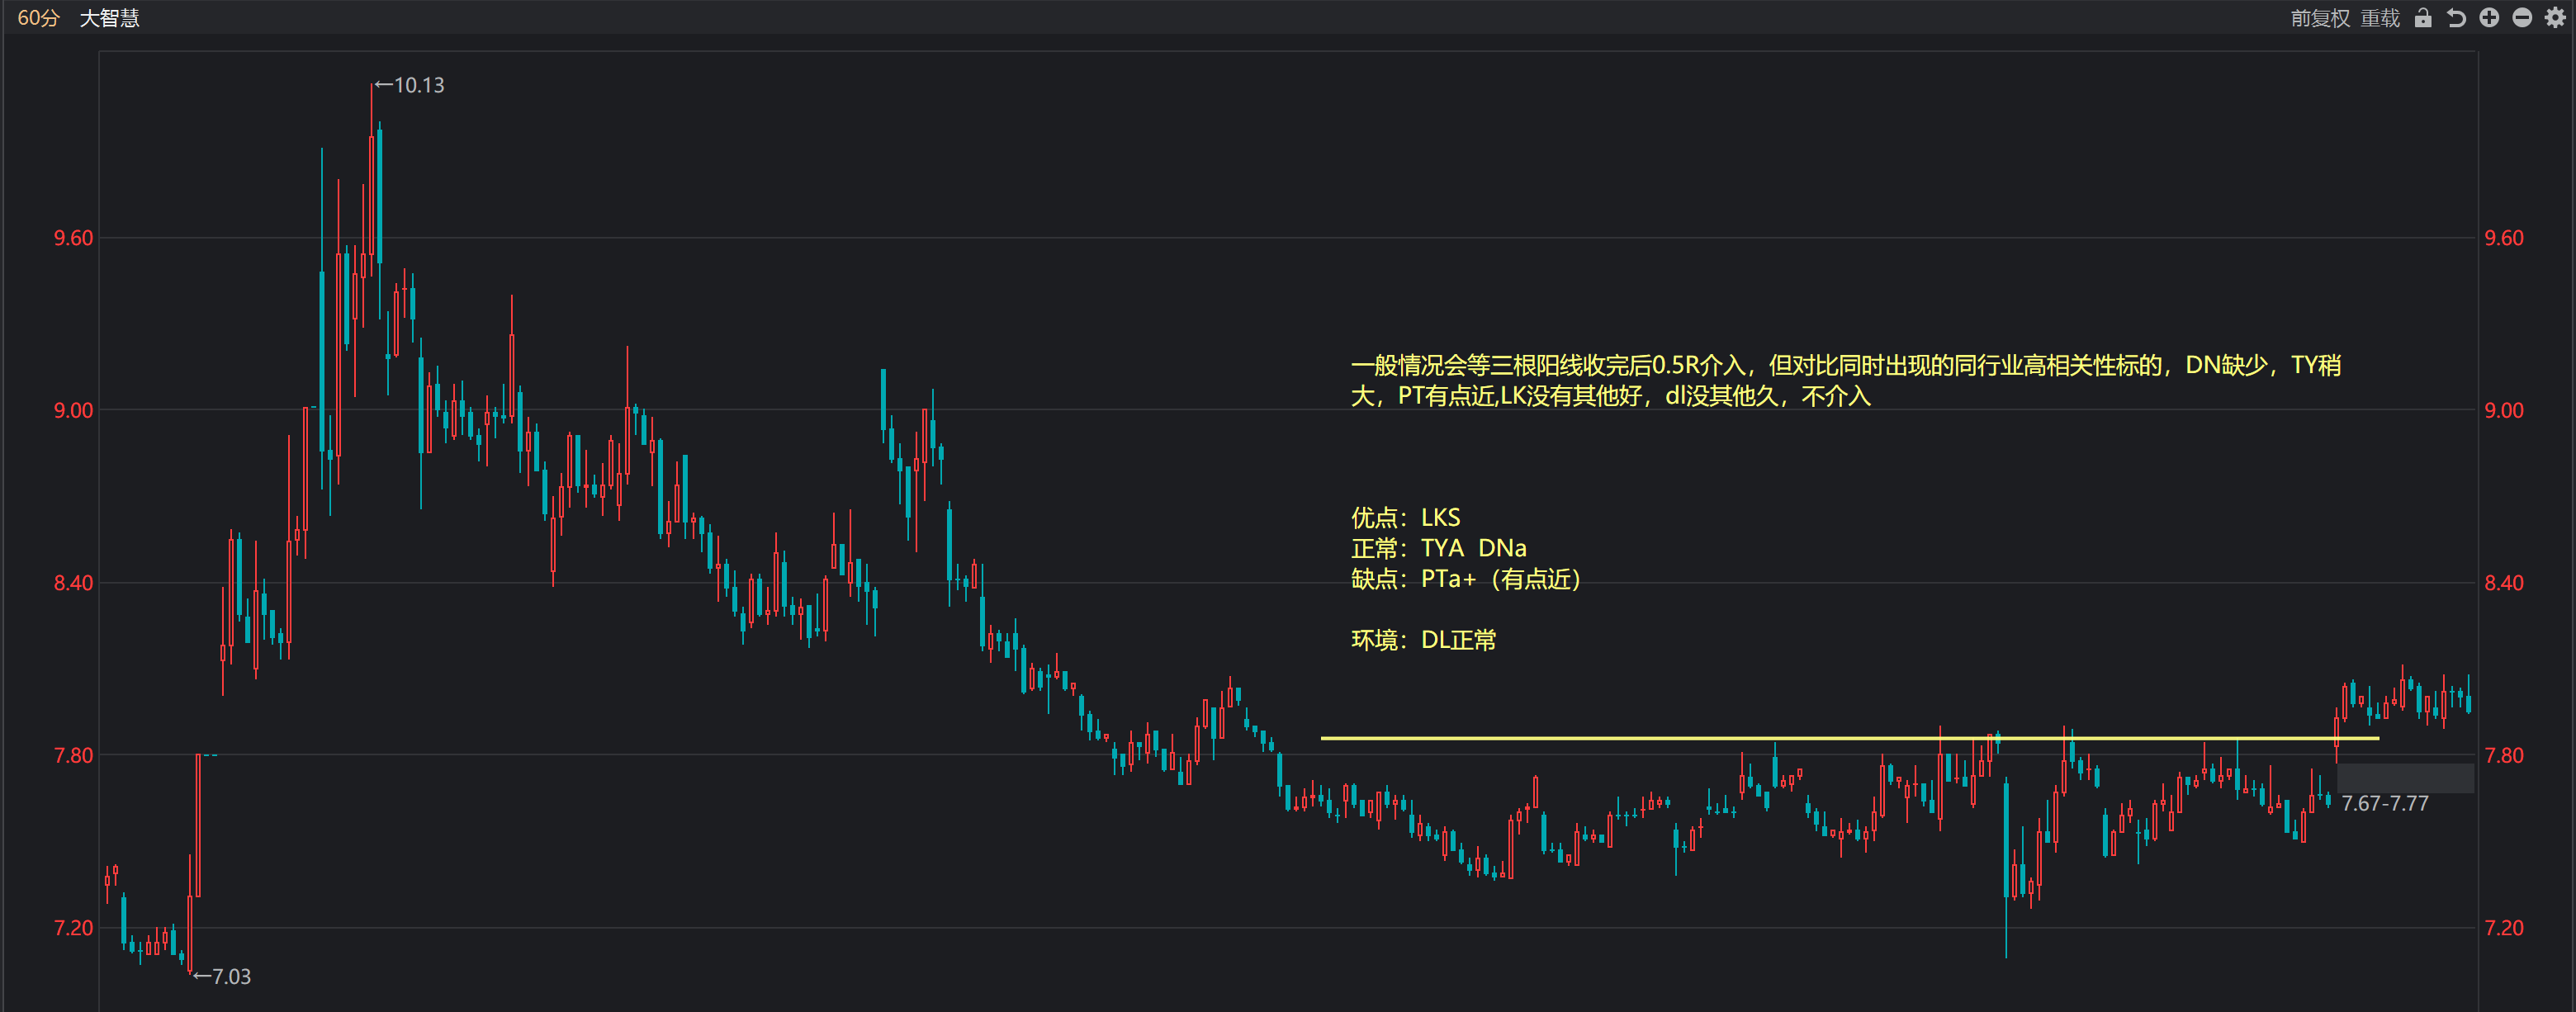 60分 大智慧 前复权 重载
←10.13
9.60 9.60
一般情况会等三根阳线收完后0.5R介入，但对比同时出现的同行业高相关性标的，DN缺少，TY稍
大，PT有点近,LK没有其他好，dl没其他久，不介入
9.00 9.00
优点：LKS
正常：TYA DNa
缺点：PTa+（有点近）
8.40 8.40
环境：DL正常
7.80 7.80
7.67-7.77
7.20 7.20
←7.03